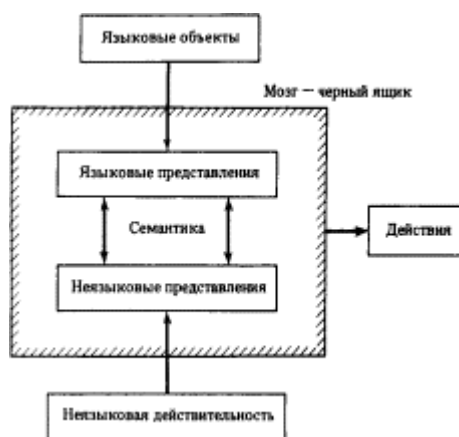 Языковые объекты
Мозг — черный ящик
Языковые представления
Семантика
Действия
Неязыковые представления
Неязыковая действительность